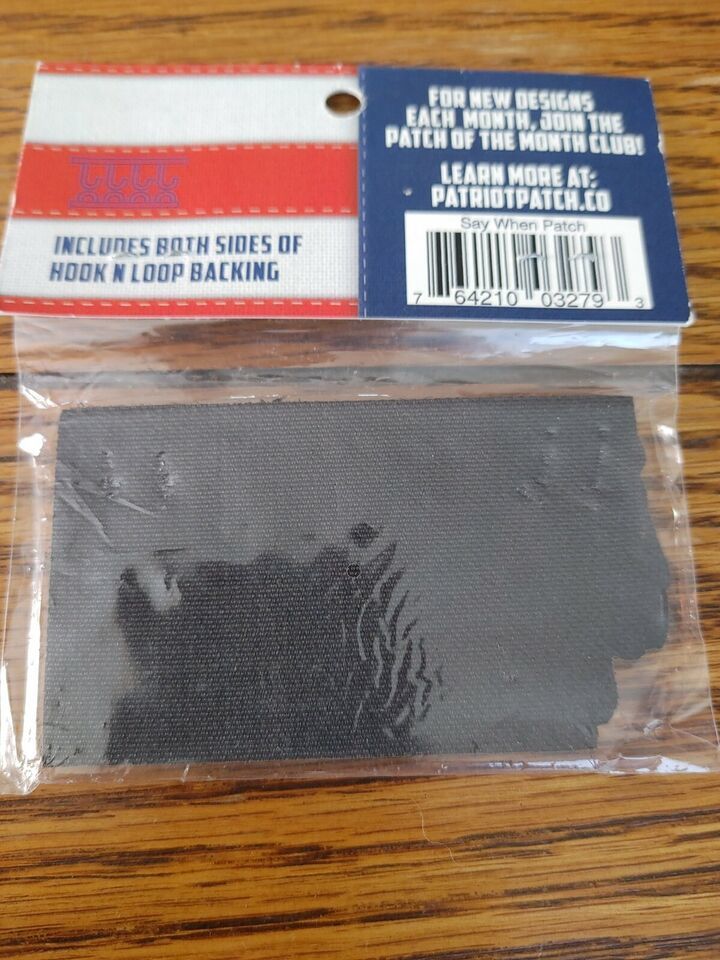 INCLUDES BOTH SIDES OF
HOOK N LOOP BACKING
FOR NEW DESIGNS
EACH MONTH, JOIN THE
PATCH OF THE MONTH CLUB!
LEARN MORE AT:
PATRIOTPATCH.CO
Say When Patch
7 64210 03279 3